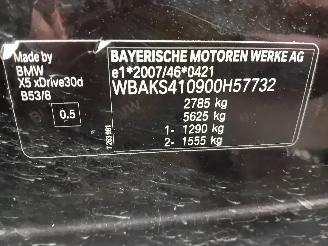 Made by
BMW
X5 xDrive30d
B53/8
0.5
BAYERISCHE MOTOREN WERKE AG
e1*2007/46*0421
WBAKS410900H57732
2785 kg
5625 kg
1- 1290 kg
2- 1555 kg